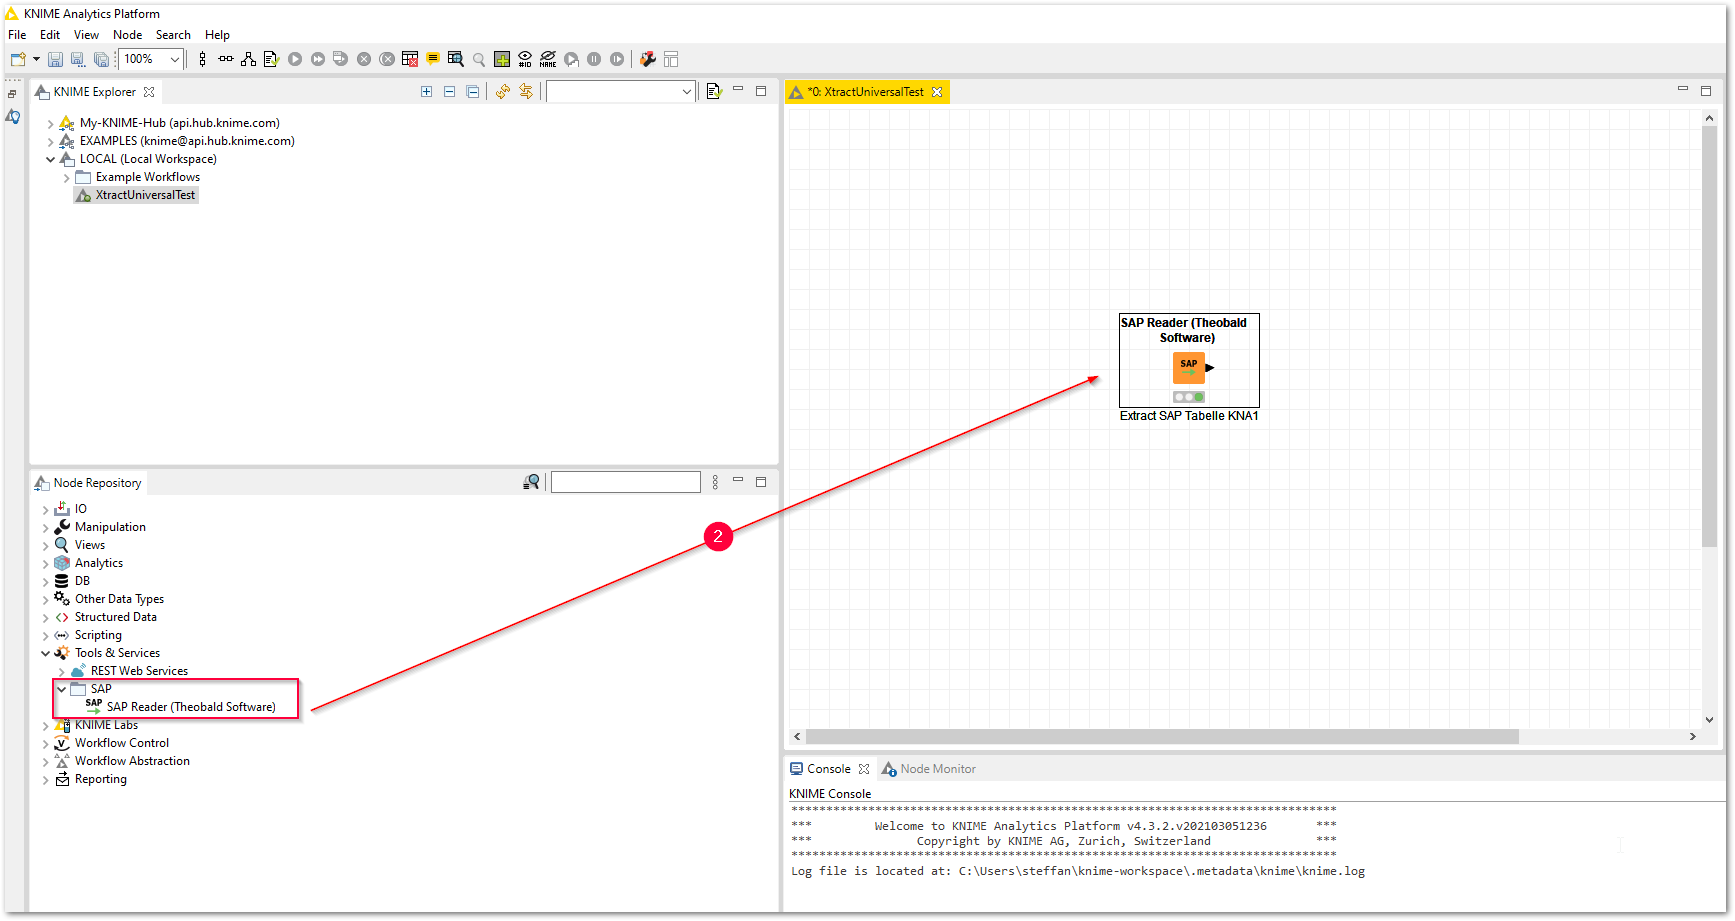 KNIME Analytics Platform
File Edit View Node Search Help
100%
#ID NAME
KNIME Explorer
My-KNIME-Hub (api.hub.knime.com)
EXAMPLES (knime@api.hub.knime.com)
LOCAL (Local Workspace)
Example Workflows
XtractUniversalTest
Node Repository
IO
Manipulation
Views
Analytics
DB
Other Data Types
Structured Data
Scripting
Tools & Services
REST Web Services
SAP
SAP SAP Reader (Theobald Software)
KNIME Labs
Workflow Control
Workflow Abstraction
Reporting
2
*0: XtractUniversalTest
SAP Reader (Theobald
Software)
SAP
Extract SAP Tabelle KNA1
Console Node Monitor
KNIME Console
******************************************************************************
*** Welcome to KNIME Analytics Platform v4.3.2.v202103051236 ***
*** Copyright by KNIME AG, Zurich, Switzerland ***
******************************************************************************
Log file is located at: C:\Users\steffan\knime-workspace\.metadata\knime\knime.log